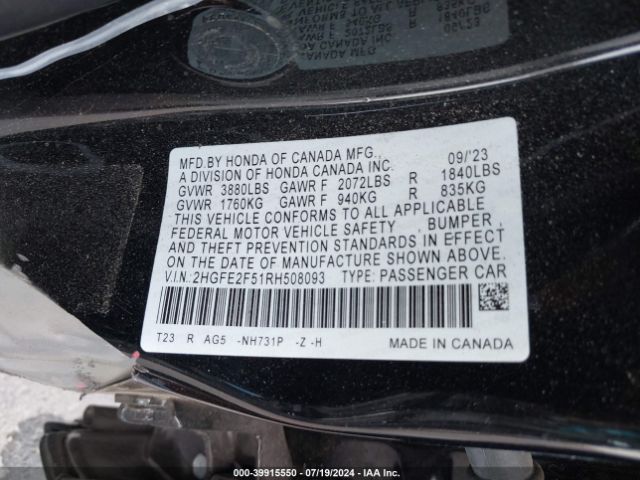 MFD.BY HONDA OF CANADA MFG., 09/'23
A DIVISION OF HONDA CANADA INC.
GVWR 3880LBS GAWR F 2072LBS R 1840LBS
GVWR 1760KG GAWR F 940KG R 835KG
THIS VEHICLE CONFORMS TO ALL APPLICABLE
FEDERAL MOTOR VEHICLE SAFETY , BUMPER ,
AND THEFT PREVENTION STANDARDS IN EFFECT
ON THE DATE OF MANUFACTURE SHOWN ABOVE.
V.I.N.:2HGFE2F51RH508093 TYPE: PASSENGER CAR
T23 R AG5 -NH731P -Z -H MADE IN CANADA
000-39915550 | 07/19/2024 | IAA Inc.